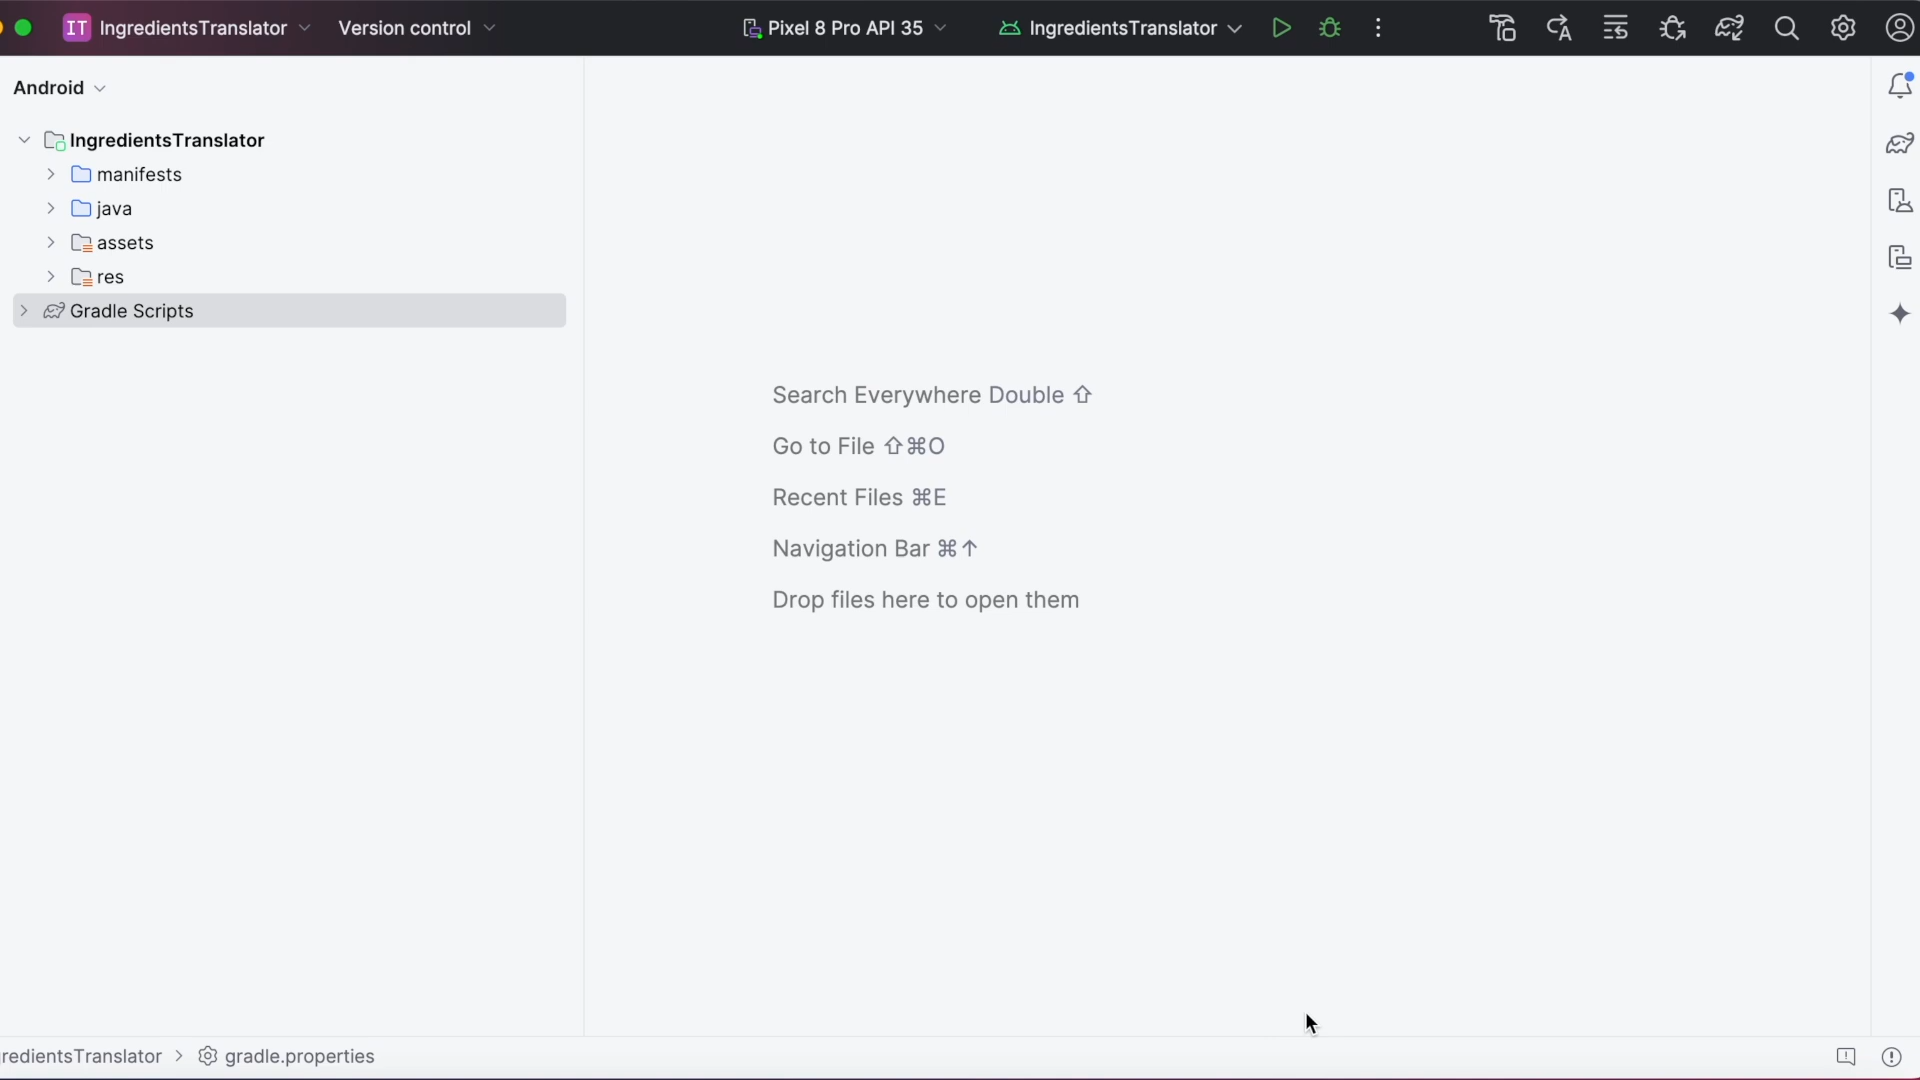 IT IngredientsTranslator Version control Pixel 8 Pro API 35 IngredientsTranslator
Android
IngredientsTranslator
manifests
java
assets
res
Gradle Scripts
Search Everywhere Double ⇧
Go to File ⇧⌘O
Recent Files ⌘E
Navigation Bar ⌘↑
Drop files here to open them
redientsTranslator > gradle.properties